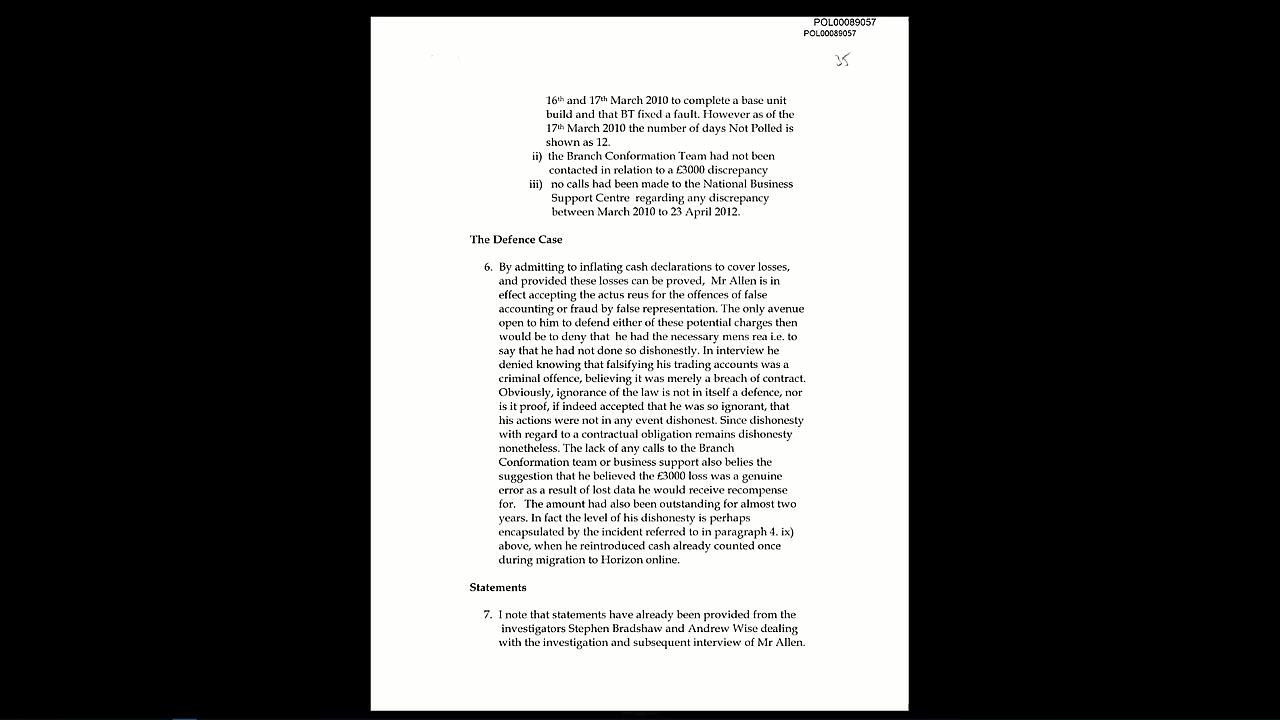 POL00089057
POL00089057
35
16th and 17th March 2010 to complete a base unit
build and that BT fixed a fault. However as of the
17th March 2010 the number of days Not Polled is
shown as 12.
ii) the Branch Conformation Team had not been
contacted in relation to a £3000 discrepancy
iii) no calls had been made to the National Business
Support Centre regarding any discrepancy
between March 2010 to 23 April 2012.
The Defence Case
6. By admitting to inflating cash declarations to cover losses,
and provided these losses can be proved, Mr Allen is in
effect accepting the actus reus for the offences of false
accounting or fraud by false representation. The only avenue
open to him to defend either of these potential charges then
would be to deny that he had the necessary mens rea i.e. to
say that he had not done so dishonestly. In interview he
denied knowing that falsifying his trading accounts was a
criminal offence, believing it was merely a breach of contract.
Obviously, ignorance of the law is not in itself a defence, nor
is it proof, if indeed accepted that he was so ignorant, that
his actions were not in any event dishonest. Since dishonesty
with regard to a contractual obligation remains dishonesty
nonetheless. The lack of any calls to the Branch
Conformation team or business support also belies the
suggestion that he believed the £3000 loss was a genuine
error as a result of lost data he would receive recompense
for. The amount had also been outstanding for almost two
years. In fact the level of his dishonesty is perhaps
encapsulated by the incident referred to in paragraph 4. ix)
above, when he reintroduced cash already counted once
during migration to Horizon online.
Statements
7. I note that statements have already been provided from the
investigators Stephen Bradshaw and Andrew Wise dealing
with the investigation and subsequent interview of Mr Allen.